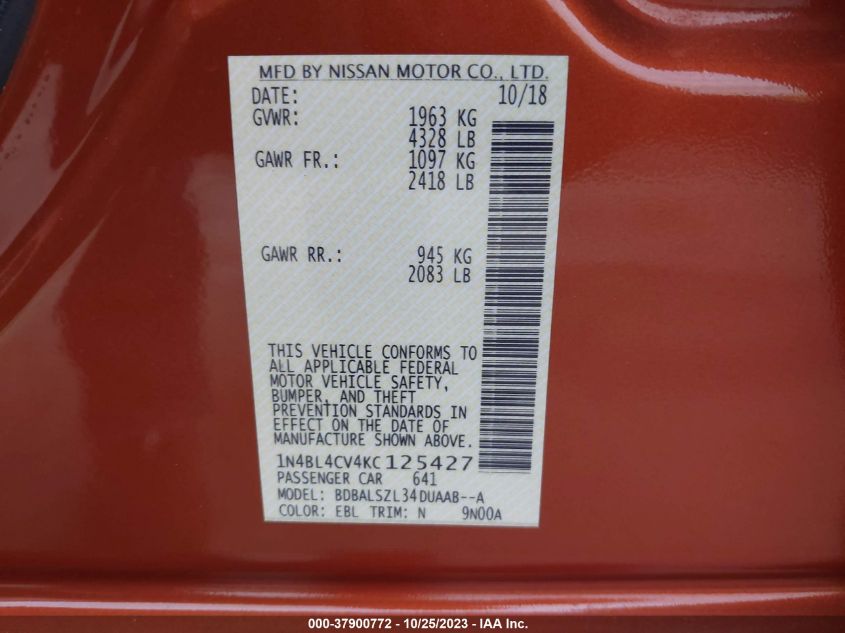 MFD BY NISSAN MOTOR CO., LTD.
DATE: 10/18
GVWR: 1963 KG
4328 LB
GAWR FR.: 1097 KG
2418 LB
GAWR RR.: 945 KG
2083 LB
THIS VEHICLE CONFORMS TO
ALL APPLICABLE FEDERAL
MOTOR VEHICLE SAFETY,
BUMPER, AND THEFT
PREVENTION STANDARDS IN
EFFECT ON THE DATE OF
MANUFACTURE SHOWN ABOVE.
1N4BL4CV4KC125427
PASSENGER CAR 641
MODEL: BDBALSZL34DUAAB--A
COLOR: EBL TRIM: N 9N00A
000-37900772 - 10/25/2023 - IAA Inc.